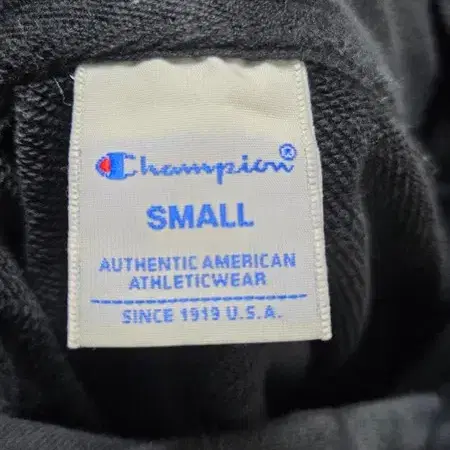 Champion®
SMALL
AUTHENTIC AMERICAN
ATHLETICWEAR
SINCE 1919 U.S.A.